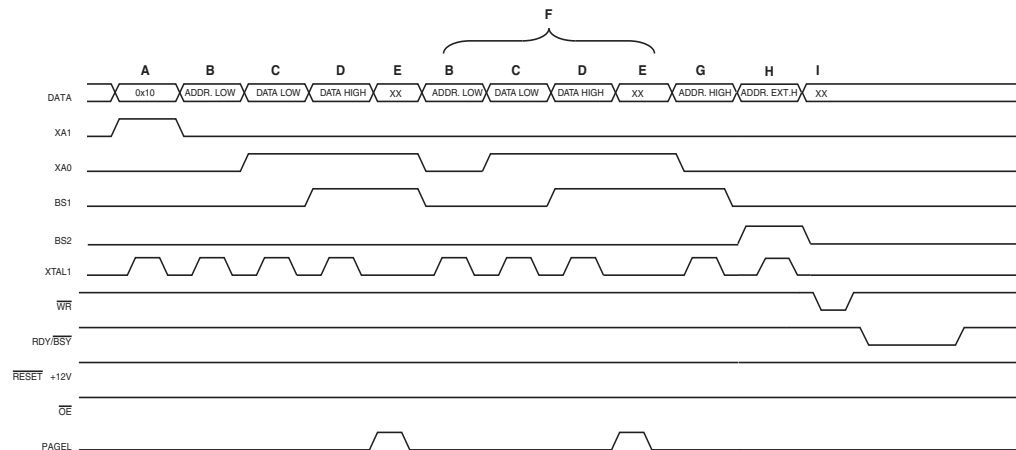 F
A B C D E B C D E G H I
DATA 0x10 ADDR. LOW DATA LOW DATA HIGH XX ADDR. LOW DATA LOW DATA HIGH XX ADDR. HIGH ADDR. EXT.H XX
XA1
XA0
BS1
BS2
XTAL1
WR
RDY/BSY
RESET +12V
OE
PAGEL